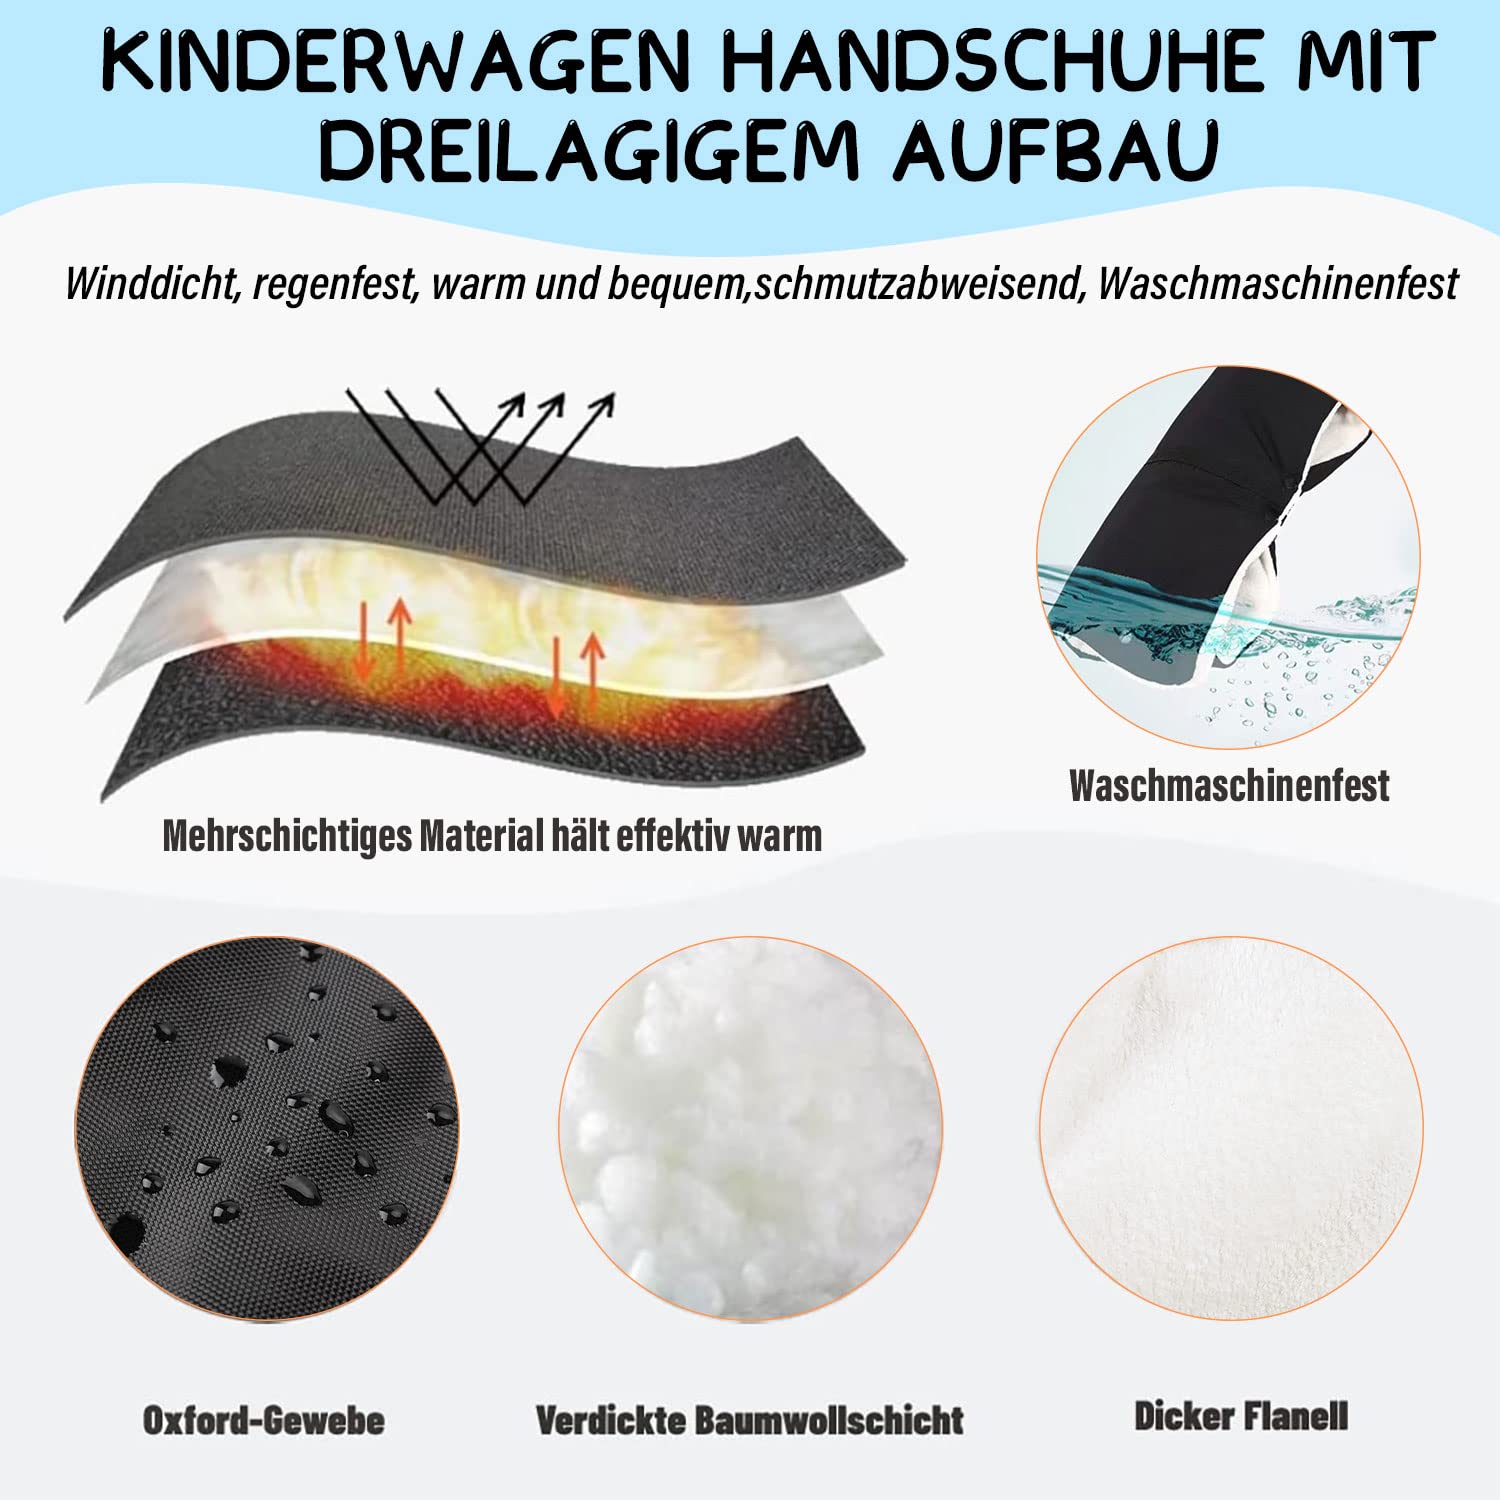 KINDERWAGEN HANDSCHUHE MIT
DREILAGIGEM AUFBAU
Winddicht, regenfest, warm und bequem,schmutzabweisend, Waschmaschinenfest
Waschmaschinenfest
Mehrschichtiges Material hält effektiv warm
Oxford-Gewebe
Verdickte Baumwollschicht
Dicker Flanell